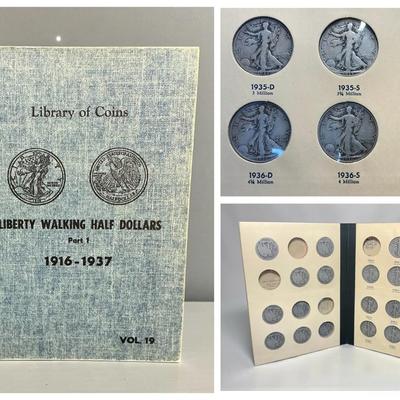 Library of Coins
LIBERTY WALKING HALF DOLLARS
Part 1
1916-1937
VOL. 19
1935-D
3 Million
1935-S
3¾ Million
1936-D
4¼ Million
1936-S
4 Million